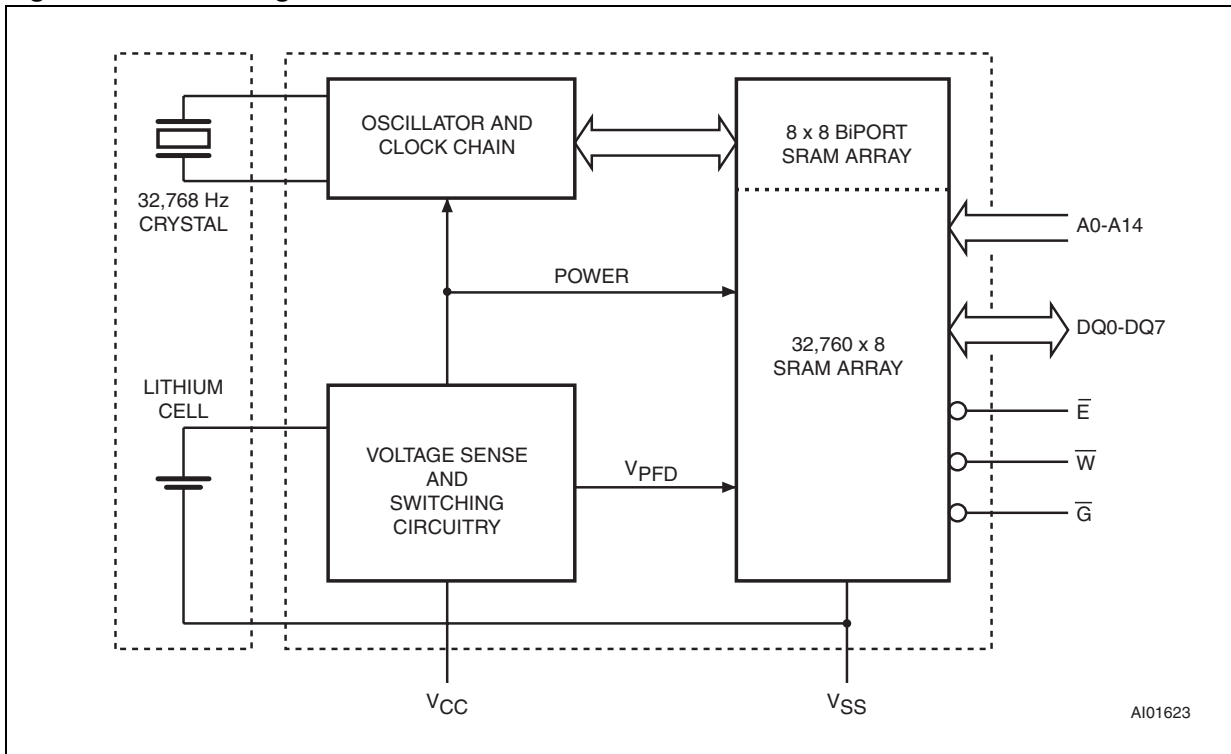 OSCILLATOR AND
CLOCK CHAIN
8 x 8 BiPORT
SRAM ARRAY
32,768 Hz
CRYSTAL
A0-A14
POWER
DQ0-DQ7
32,760 x 8
SRAM ARRAY
LITHIUM
CELL
E̅
VOLTAGE SENSE
AND
SWITCHING
CIRCUITRY
VPFD
W̅
G̅
VCC
VSS
AI01623